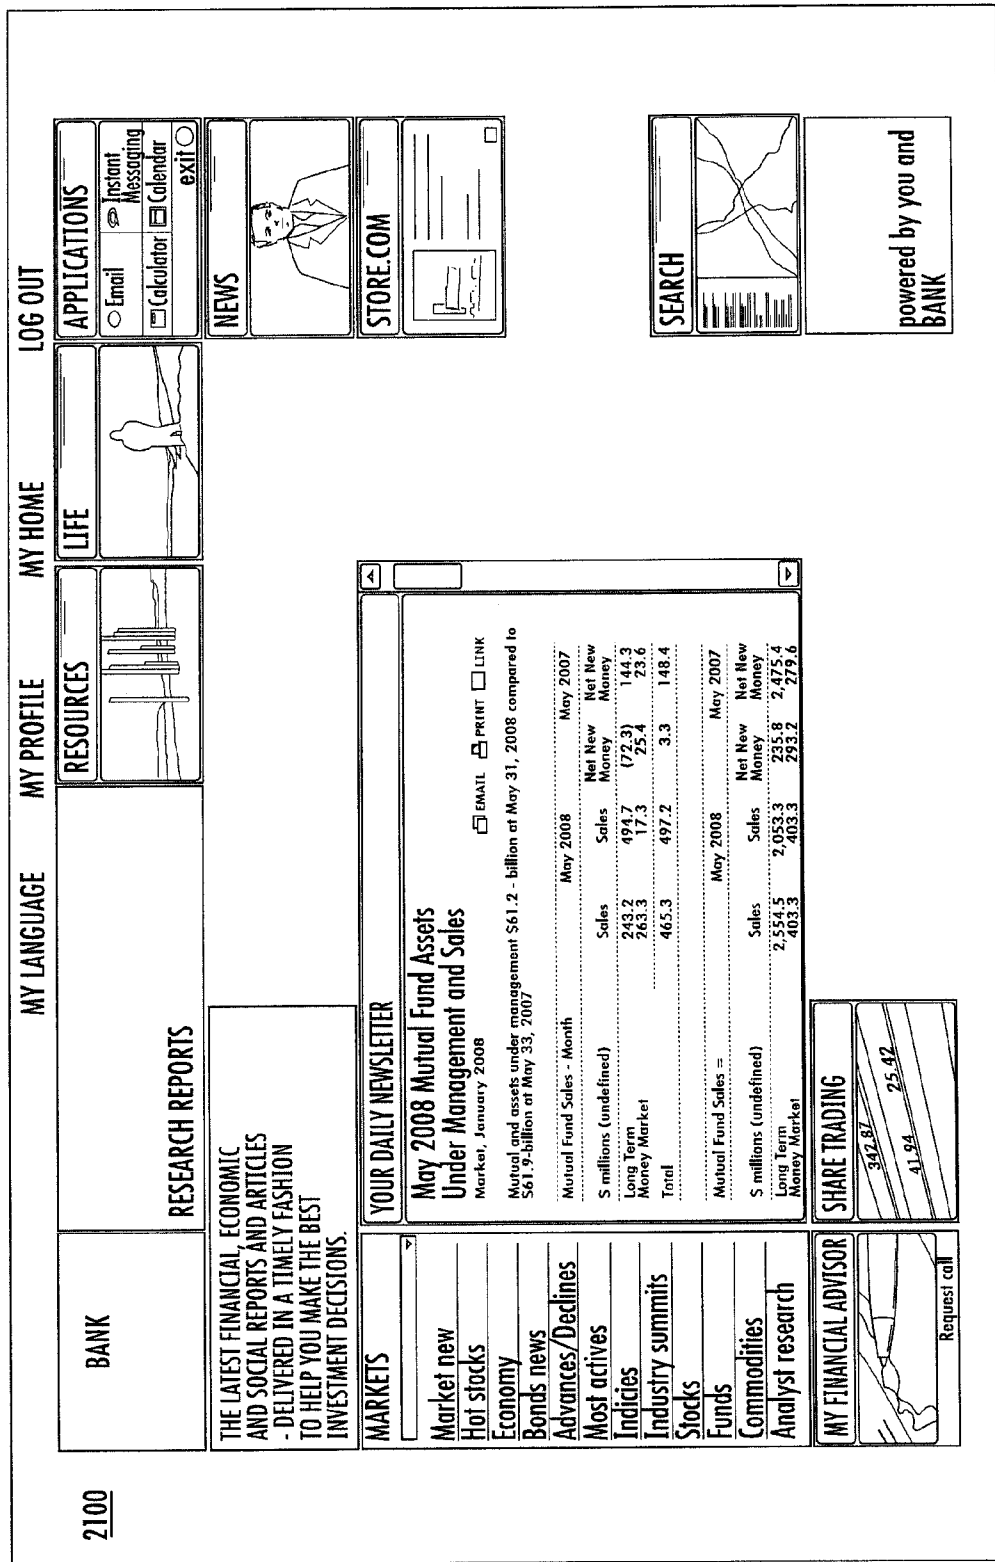 2100
MY LANGUAGE MY PROFILE MY HOME LOG OUT
BANK
RESEARCH REPORTS
RESOURCES
LIFE
APPLICATIONS
Email
Instant
Messaging
Calculator
Calendar
exit
THE LATEST FINANCIAL, ECONOMIC
AND SOCIAL REPORTS AND ARTICLES
- DELIVERED IN A TIMELY FASHION
TO HELP YOU MAKE THE BEST
INVESTMENT DECISIONS.
NEWS
MARKETS
Market new
Hot stocks
Economy
Bonds news
Advances/Declines
Most actives
Indicies
Industry summits
Stocks
Funds
Commodities
Analyst research
YOUR DAILY NEWSLETTER
May 2008 Mutual Fund Assets
Under Management and Sales
Market, January 2008
EMAIL PRINT LINK
Mutual and assets under management $61.2 - billion at May 31, 2008 compared to
$61.9-billion at May 33, 2007
Mutual Fund Sales - Month May 2008 May 2007
$ millions (undefined) Sales Sales Net New Money Net New Money
Long Term 243.2 494.7 (72.3) 144.3
Money Market 263.3 17.3 25.4 23.6
Total 465.3 497.2 3.3 148.4
Mutual Fund Sales = May 2008 May 2007
$ millions (undefined) Sales Sales Net New Money Net New Money
Long Term 2,554.5 2,053.3 235.8 2,475.4
Money Market 403.3 403.3 293.2 279.6
STORE.COM
SEARCH
MY FINANCIAL ADVISOR
Request call
SHARE TRADING
342.87
41.94
25.42
powered by you and
BANK